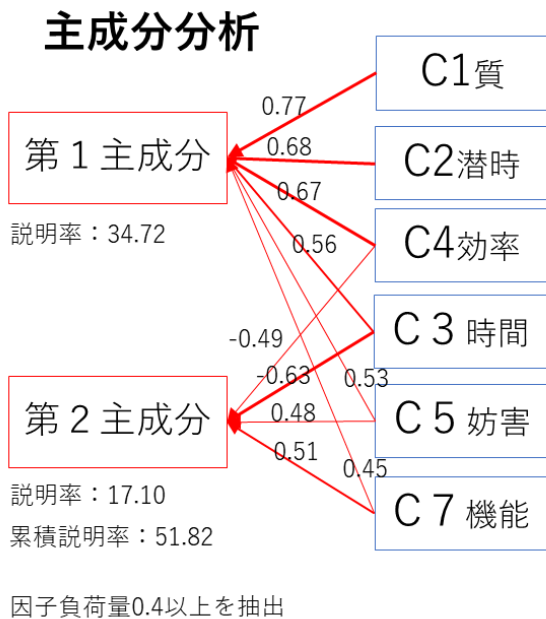 主成分分析
C1質
0.77
第１主成分
0.68
C2潜時
0.67
説明率：34.72
0.56
C4効率
-0.49
C３時間
-0.63
0.53
第２主成分
0.48
C５妨害
0.51
0.45
説明率：17.10
C７機能
累積説明率：51.82
因子負荷量0.4以上を抽出